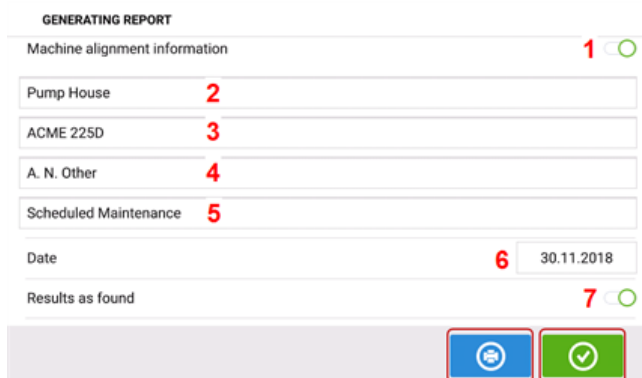 GENERATING REPORT
Machine alignment information 1
Pump House 2
ACME 225D 3
A. N. Other 4
Scheduled Maintenance 5
Date 6 30.11.2018
Results as found 7